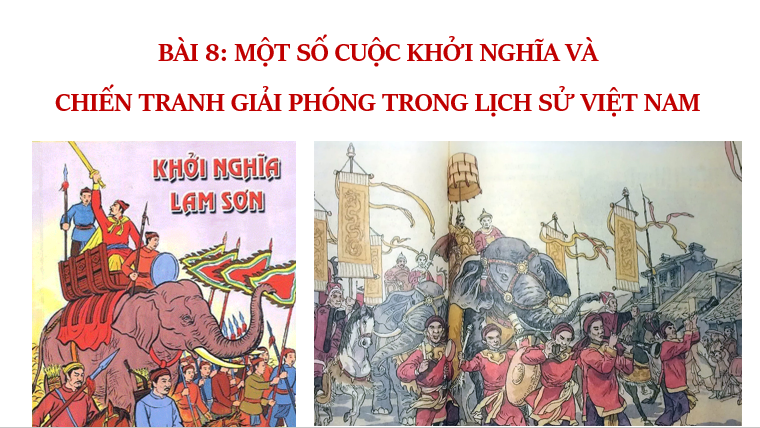 BÀI 8: MỘT SỐ CUỘC KHỞI NGHĨA VÀ
CHIẾN TRANH GIẢI PHÓNG TRONG LỊCH SỬ VIỆT NAM
KHỞI NGHĨA
LAM SƠN